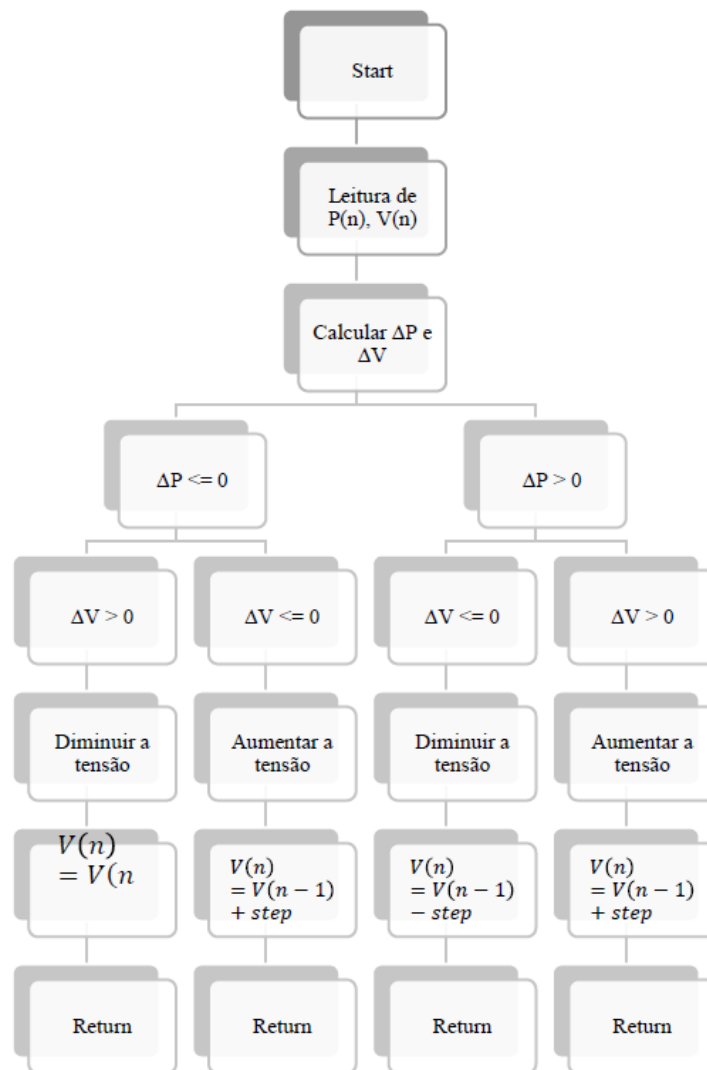 Start
Leitura de
P(n), V(n)
Calcular ΔP e
ΔV
ΔP <= 0
ΔP > 0
ΔV > 0
ΔV <= 0
ΔV <= 0
ΔV > 0
Diminuir a
tensão
Aumentar a
tensão
Diminuir a
tensão
Aumentar a
tensão
V(n)
= V(n
V(n)
= V(n − 1)
+ step
V(n)
= V(n − 1)
− step
V(n)
= V(n − 1)
+ step
Return
Return
Return
Return